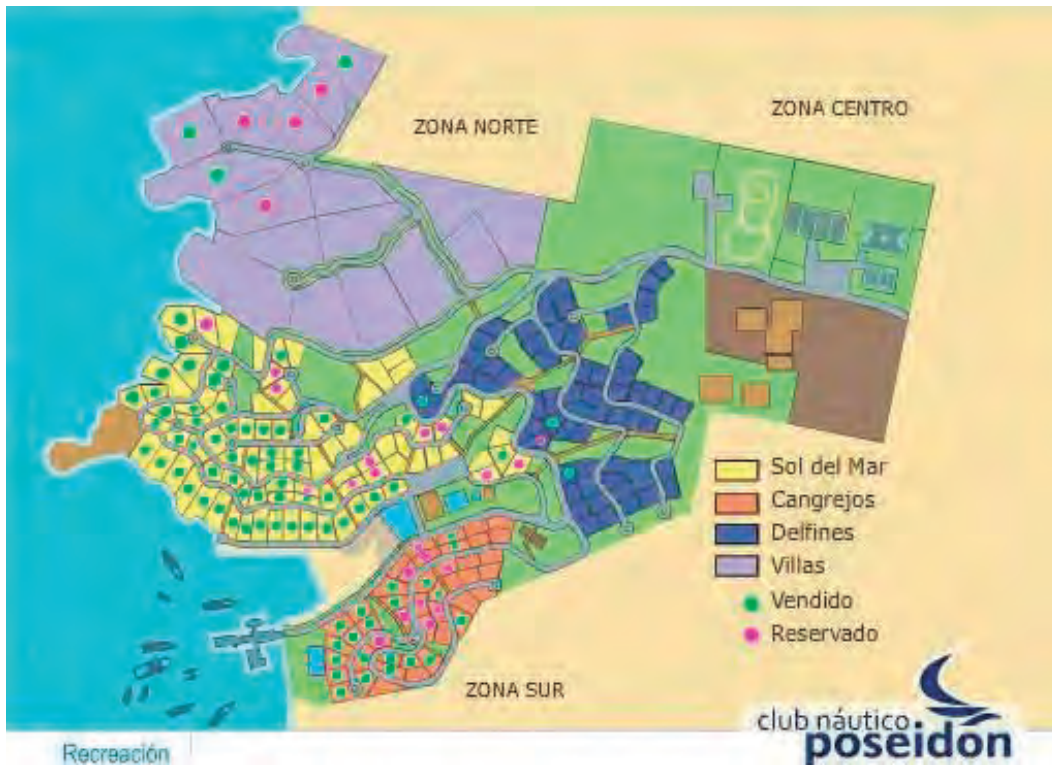 ZONA NORTE
ZONA CENTRO
Sol del Mar
Cangrejos
Delfines
Villas
Vendido
Reservado
ZONA SUR
club náutico
poseidon
Recreación